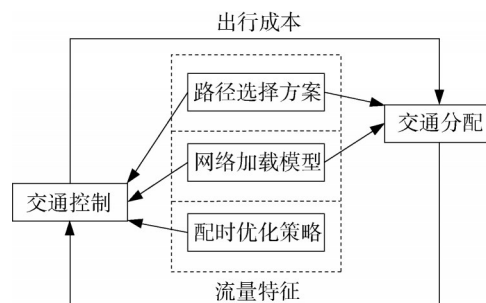 出行成本
路径选择方案
交通分配
网络加载模型
交通控制
配时优化策略
流量特征